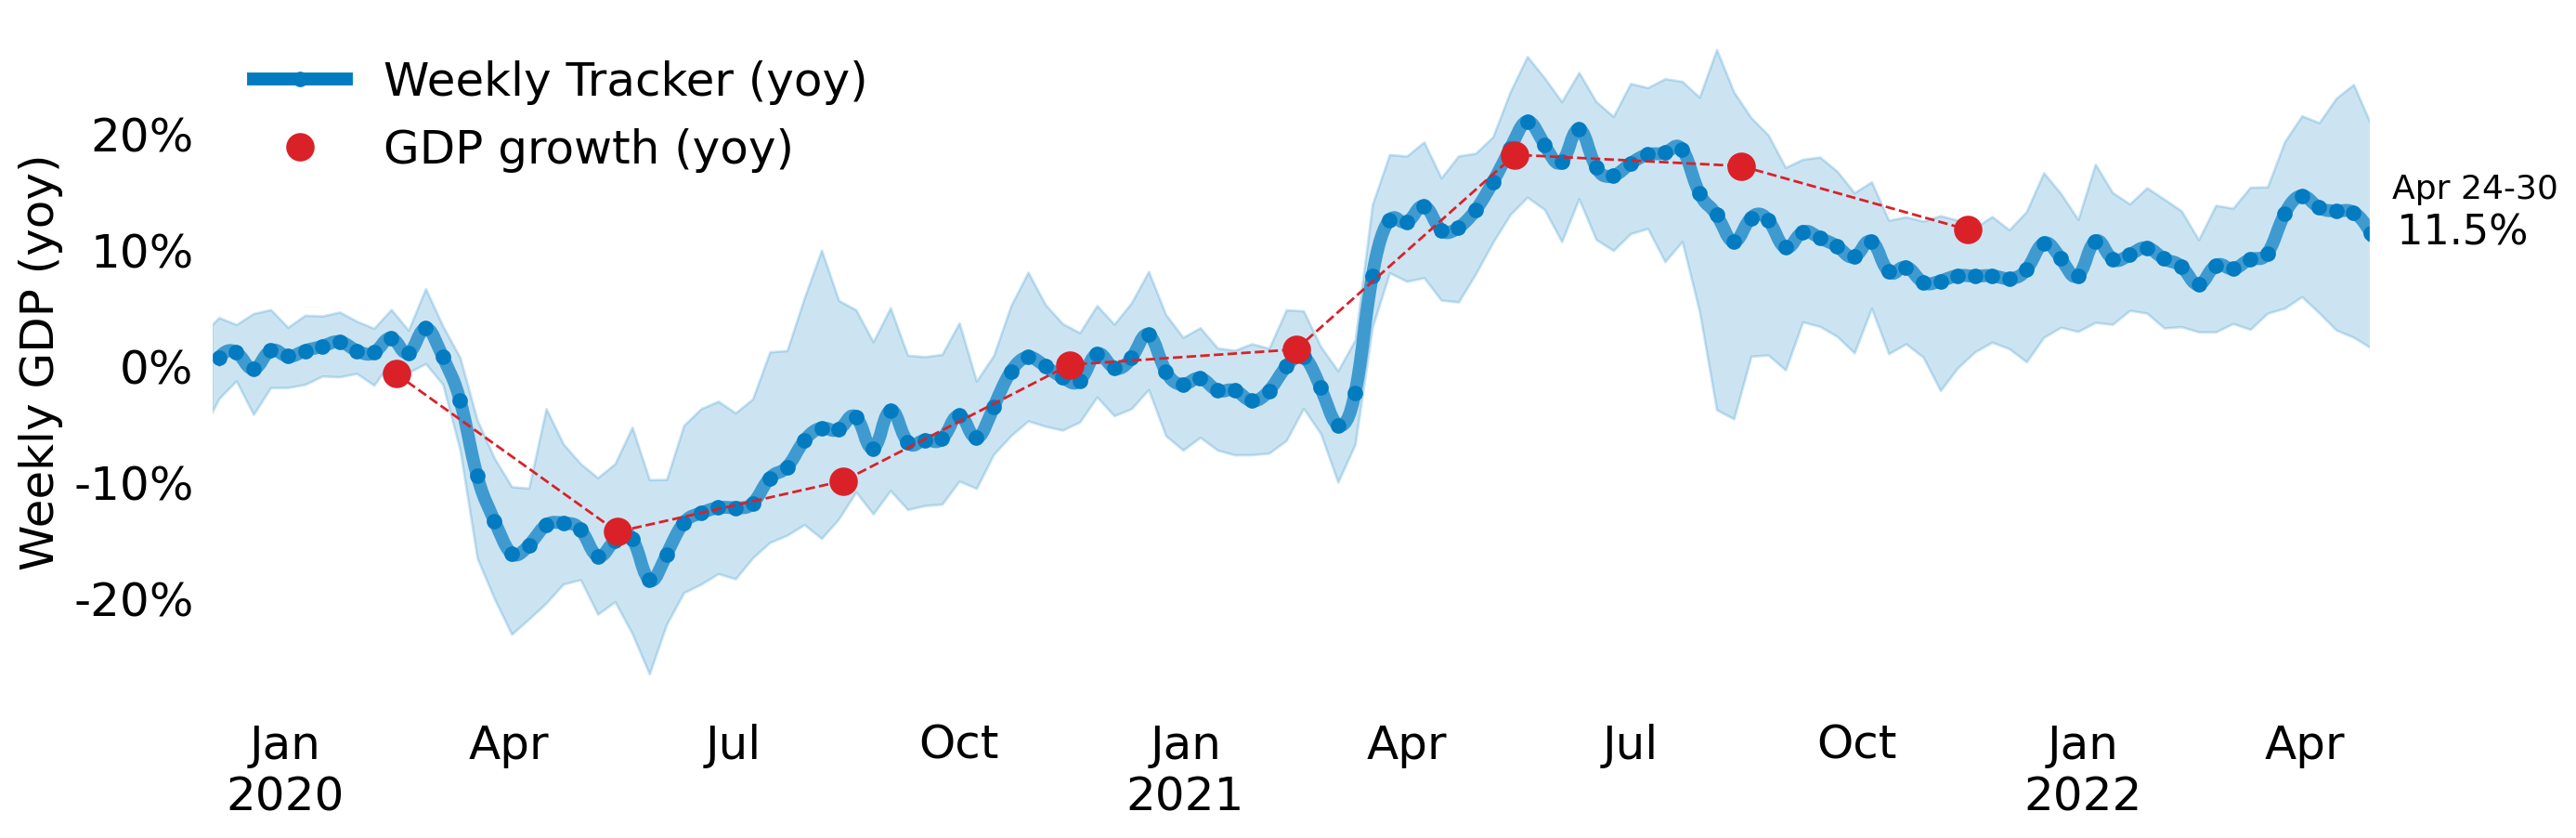 Weekly Tracker (yoy)
GDP growth (yoy)
Weekly GDP (yoy)
20%
10%
0%
-10%
-20%
Apr 24-30
11.5%
Jan Apr Jul Oct Jan Apr Jul Oct Jan Apr
2020 2021 2022